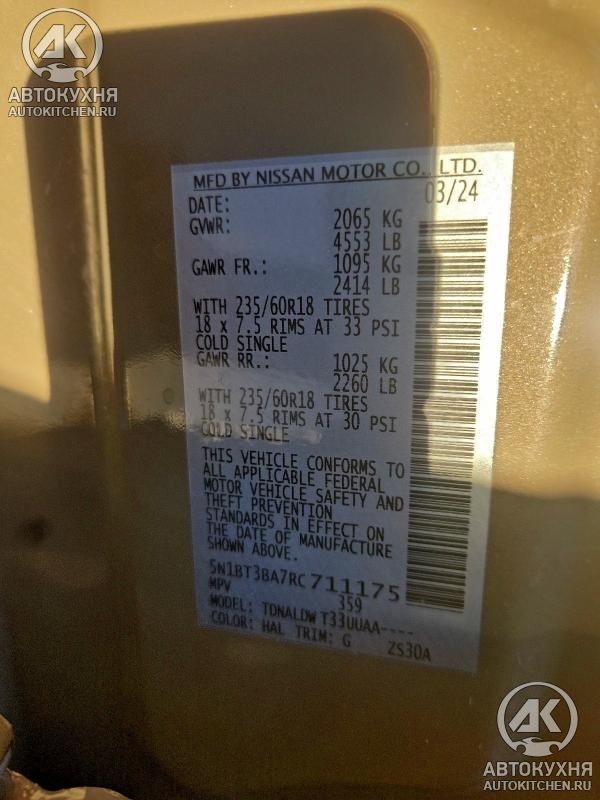 AK
АВТОКУХНЯ
AUTOKITCHEN.RU
MFD BY NISSAN MOTOR CO., LTD.
DATE: 03/24
GVWR: 2065 KG
4553 LB
GAWR FR.: 1095 KG
2414 LB
WITH 235/60R18 TIRES
18 x 7.5 RIMS AT 33 PSI
COLD SINGLE
GAWR RR.: 1025 KG
2260 LB
WITH 235/60R18 TIRES
18 x 7.5 RIMS AT 30 PSI
COLD SINGLE
THIS VEHICLE CONFORMS TO
ALL APPLICABLE FEDERAL
MOTOR VEHICLE SAFETY AND
THEFT PREVENTION
STANDARDS IN EFFECT ON
THE DATE OF MANUFACTURE
SHOWN ABOVE.
5N1BT3BA7RC711175
MPV 359
MODEL: TDNALDW T33UUAA----
COLOR: HAL TRIM: G ZS30A
AK
АВТОКУХНЯ
AUTOKITCHEN.RU